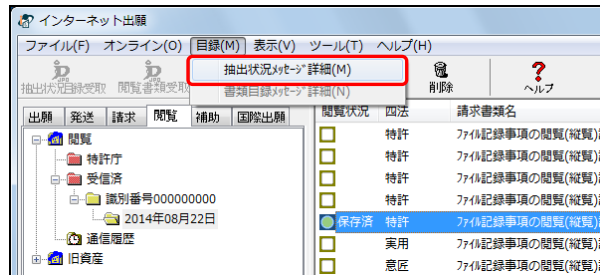 インターネット出願
ファイル(F) オンライン(O) 目録(M) 表示(V) ツール(T) ヘルプ(H)
抽出状況目録受取 閲覧書類受取 削除 ヘルプ
抽出状況メッセージ詳細(M)
書類目録メッセージ詳細(N)
出願 発送 請求 閲覧 補助 国際出願
閲覧状況 四法 請求書類名
閲覧
特許庁
受信済
識別番号000000000
2014年08月22日
通信履歴
旧資産
特許 ファイル記録事項の閲覧(縦覧)
特許 ファイル記録事項の閲覧(縦覧)
特許 ファイル記録事項の閲覧(縦覧)
特許 ファイル記録事項の閲覧(縦覧)
保存済 特許 ファイル記録事項の閲覧(縦覧)
実用 ファイル記録事項の閲覧(縦覧)
意匠 ファイル記録事項の閲覧(縦覧)